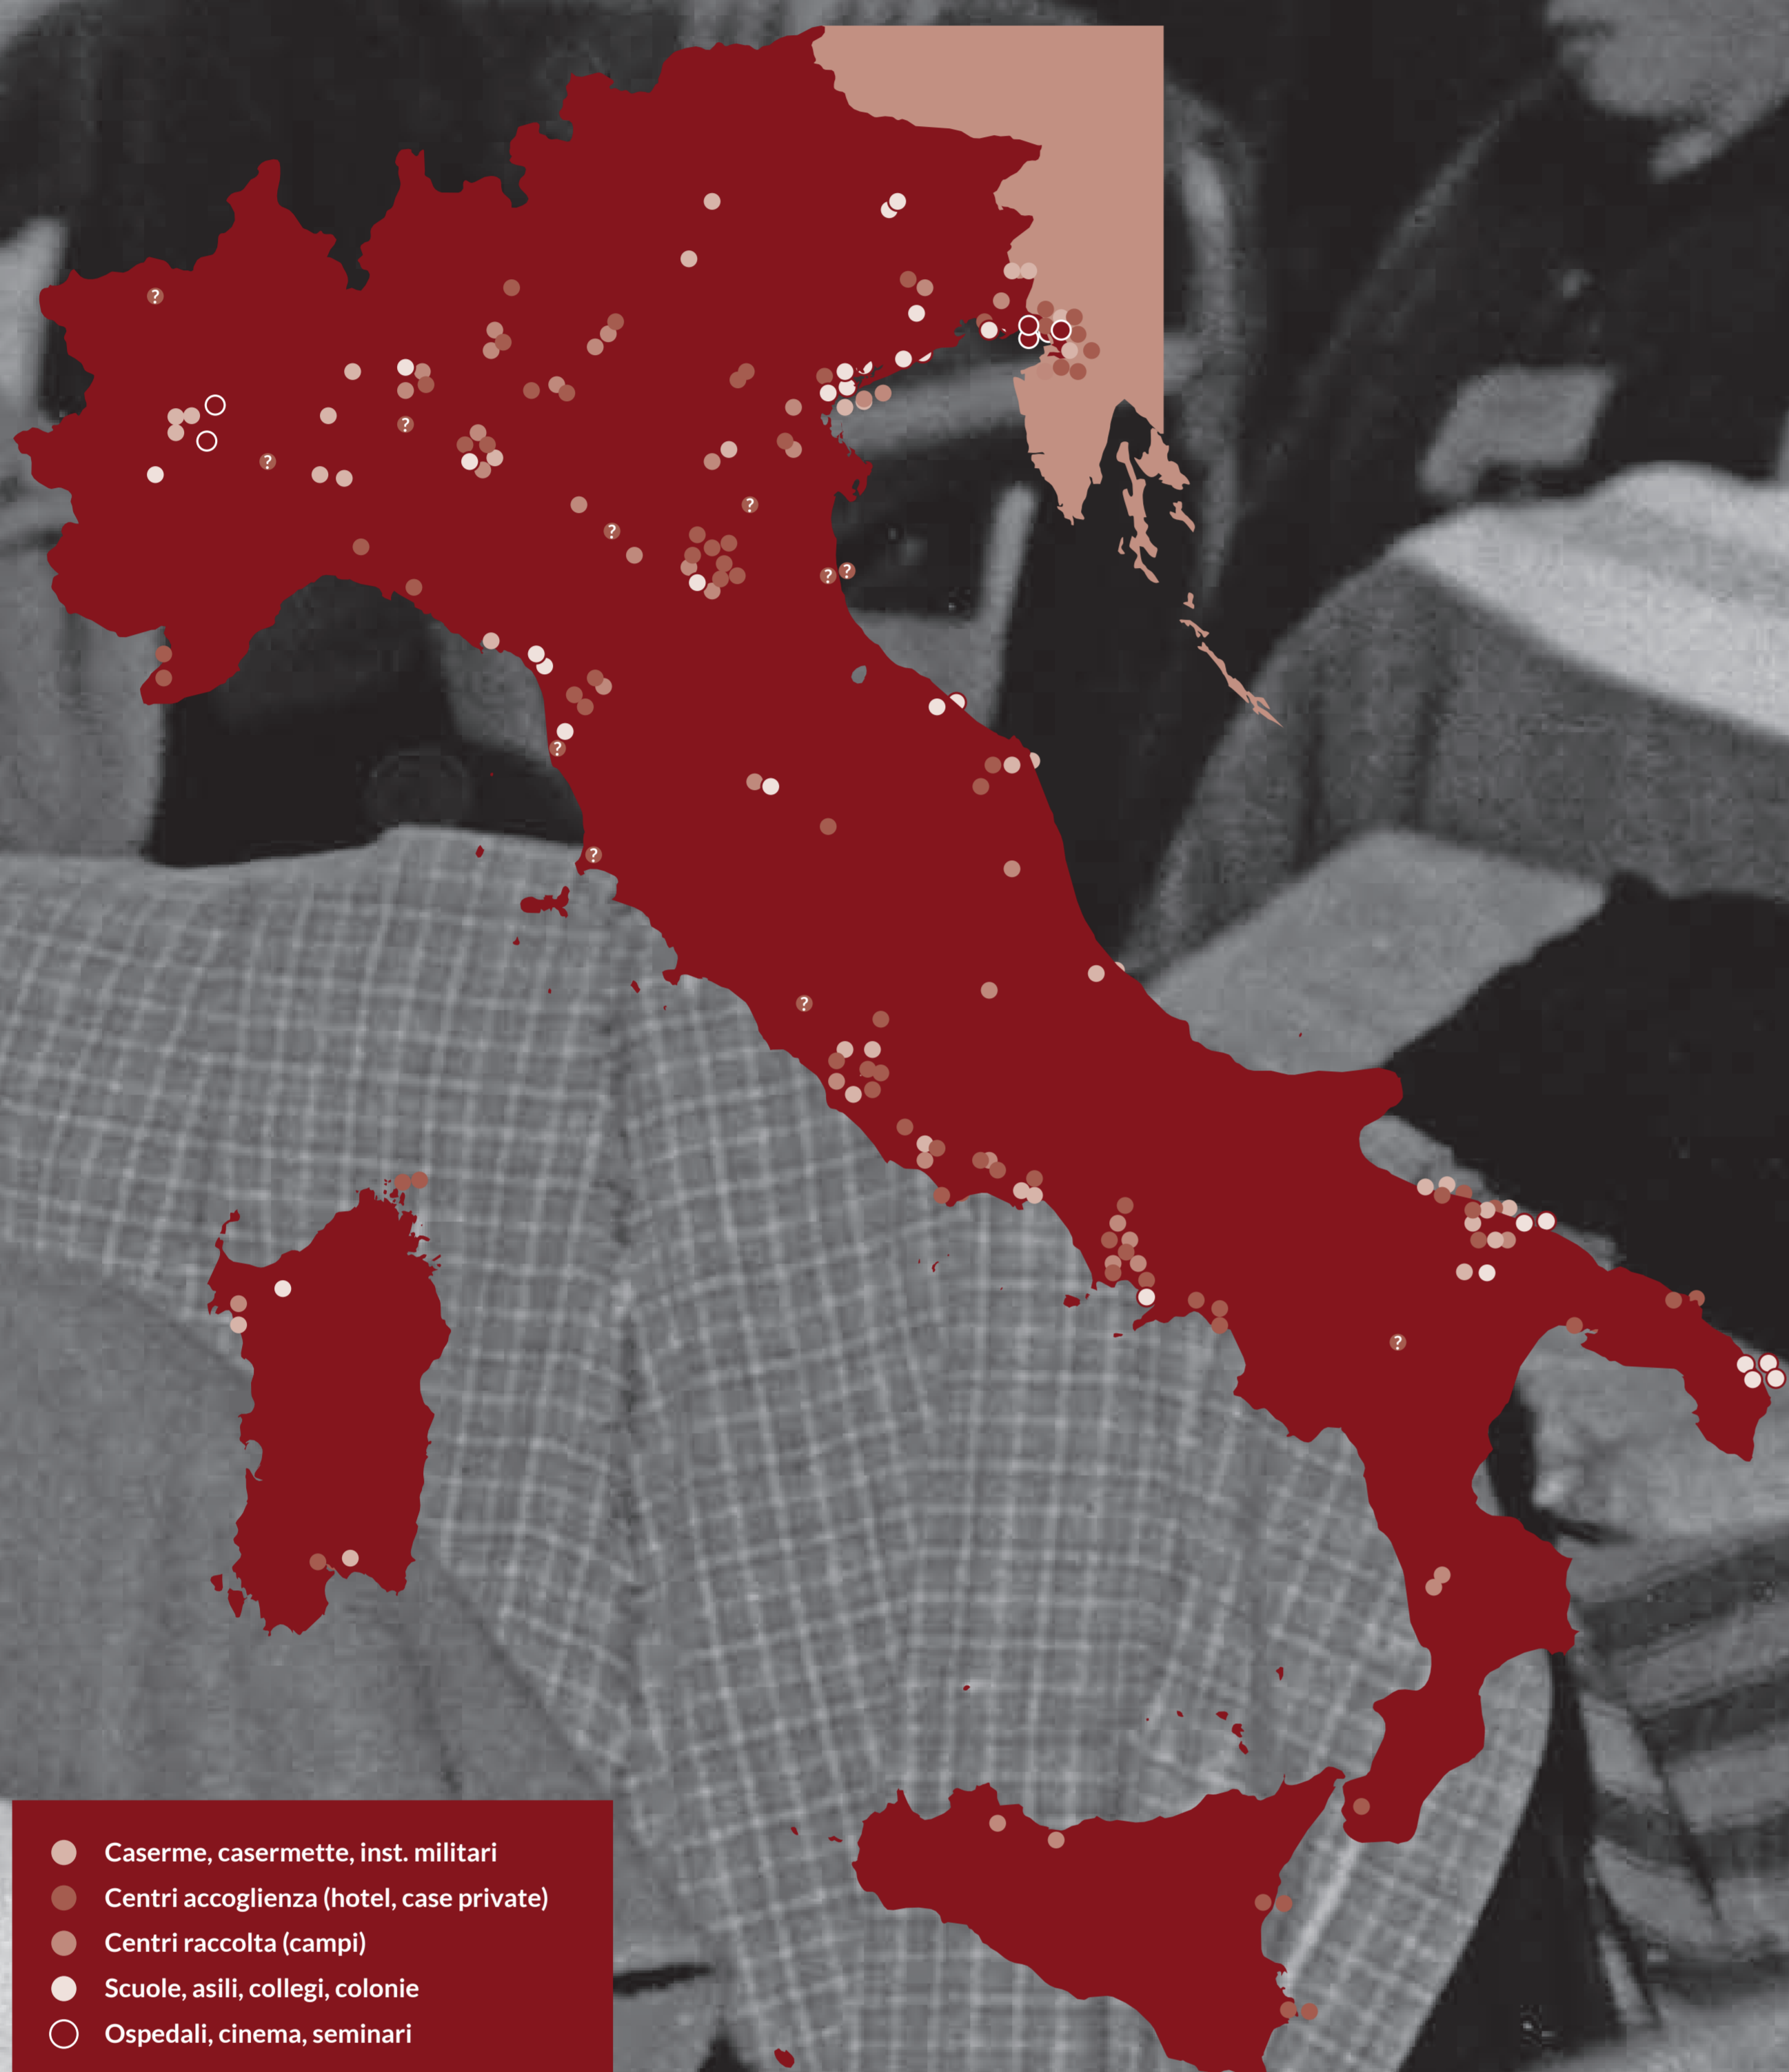 ?
?
?
?
?
?
?
?
?
?
?
Caserme, casermette, inst. militari
Centri accoglienza (hotel, case private)
Centri raccolta (campi)
Scuole, asili, collegi, colonie
Ospedali, cinema, seminari